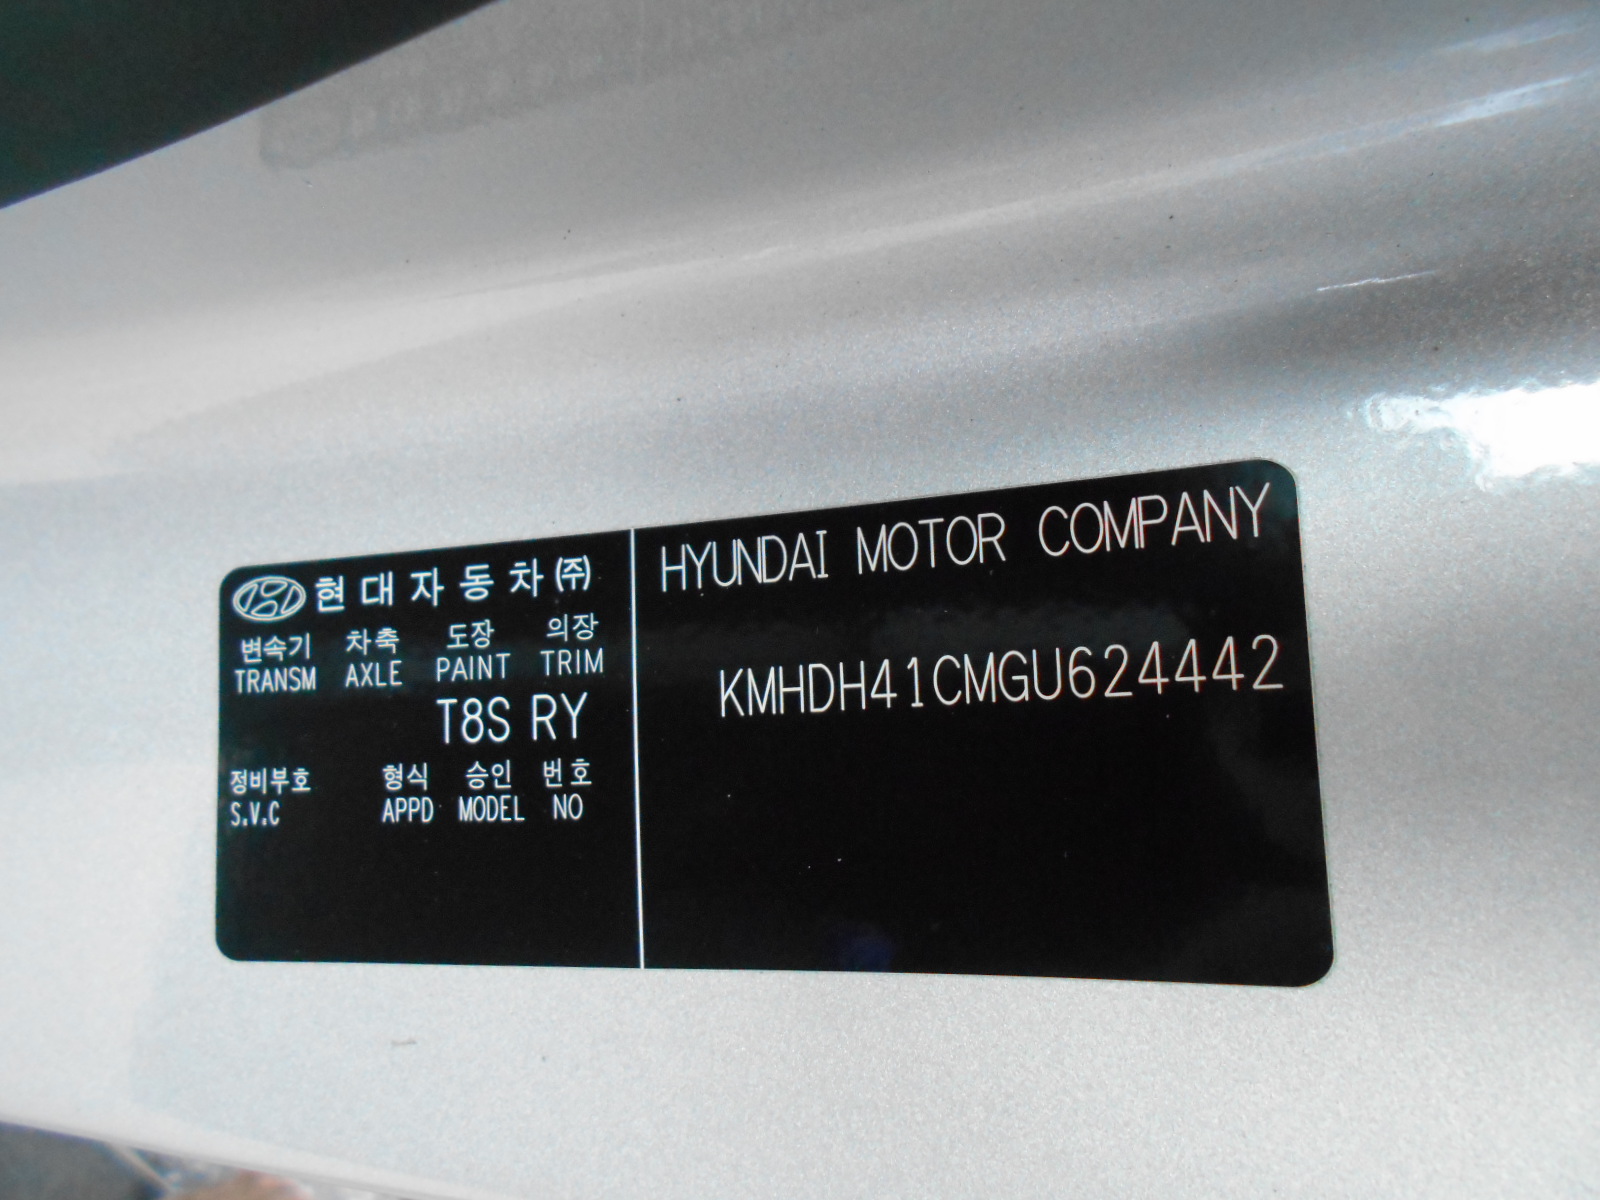 현대자동차(주)
변속기 차축 도장 의장
TRANSM AXLE PAINT TRIM
T8S RY
정비부호 형식 승인 번호
S.V.C APPD MODEL NO
HYUNDAI MOTOR COMPANY
KMHDH41CMGU624442